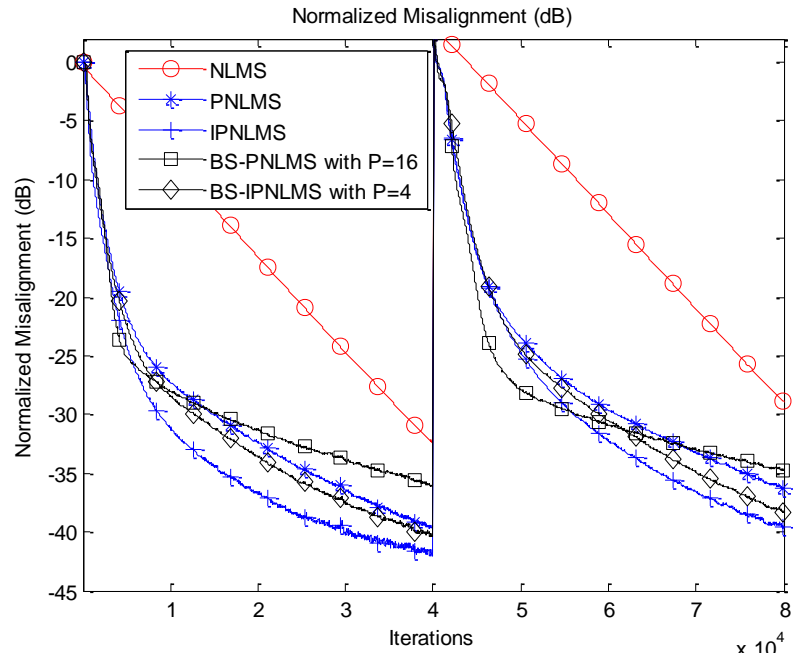 Normalized Misalignment (dB)
0
-5
-10
-15
-20
-25
-30
-35
-40
-45
Normalized Misalignment (dB)
NLMS
PNLMS
IPNLMS
BS-PNLMS with P=16
BS-IPNLMS with P=4
1 2 3 4 5 6 7 8
Iterations
x 10^4